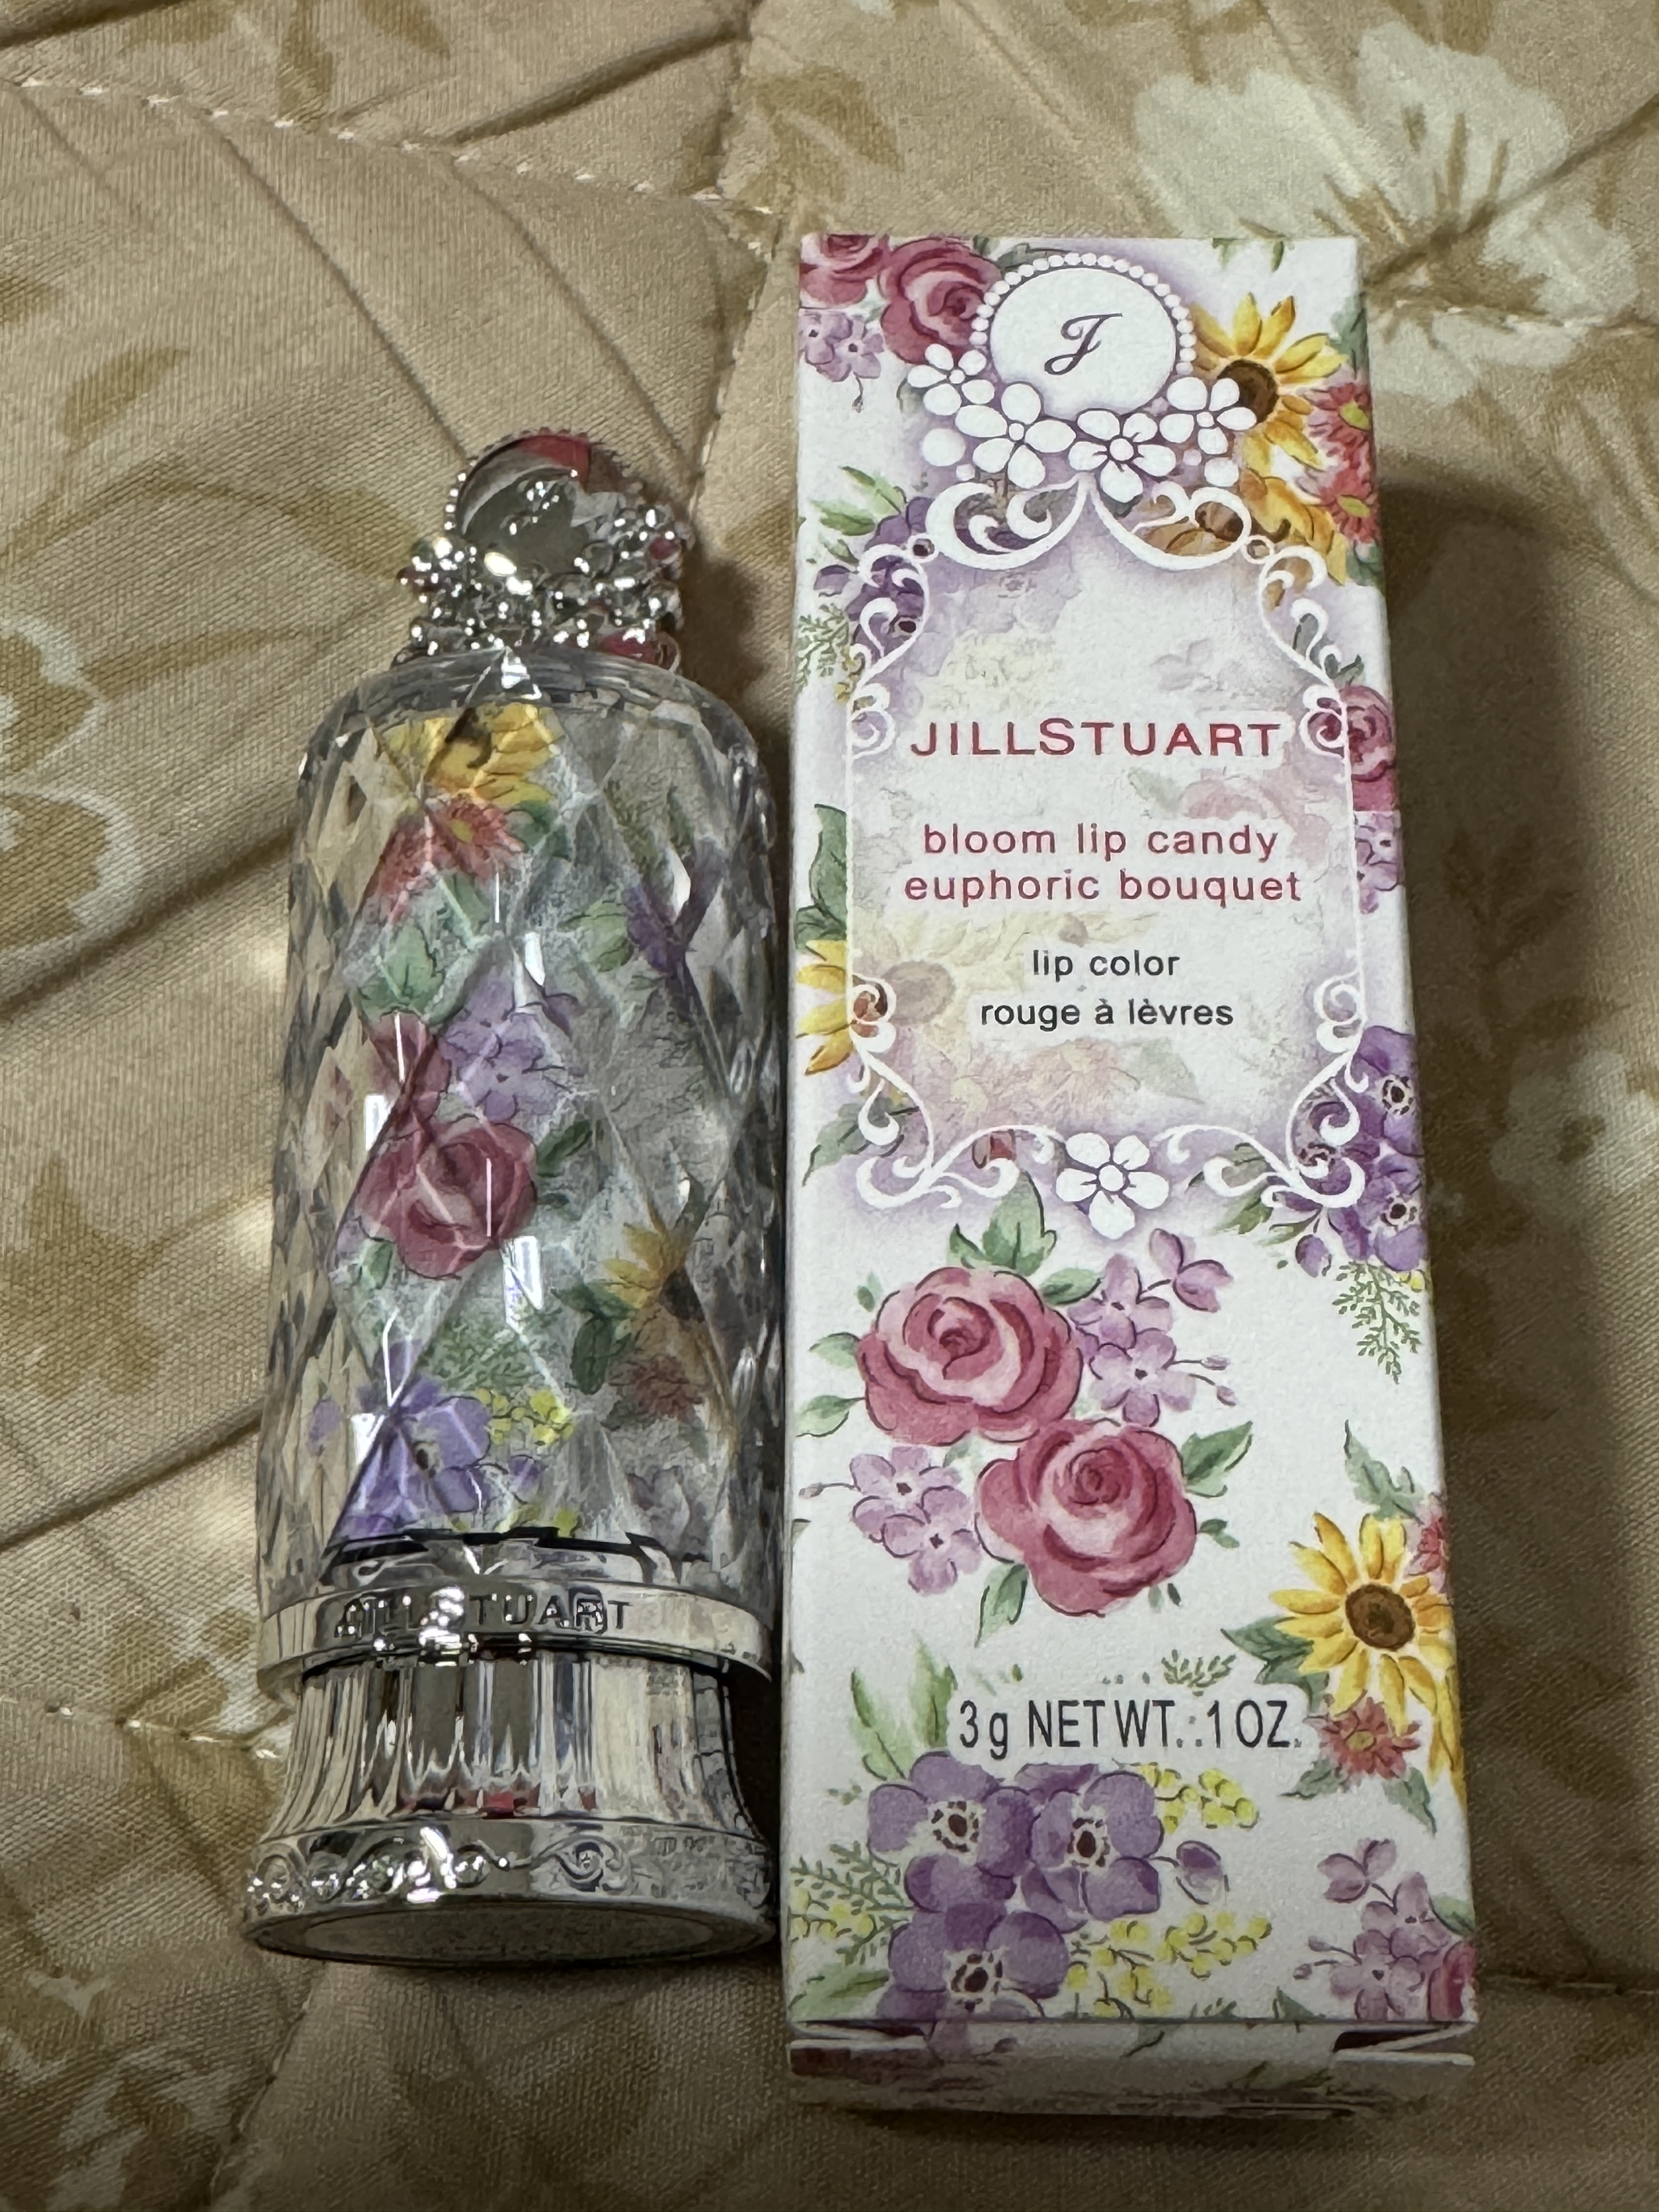 J
JILLSTUART
bloom lip candy
euphoric bouquet
lip color
rouge à lèvres
3g NET WT. .1 OZ.
JILLSTUART